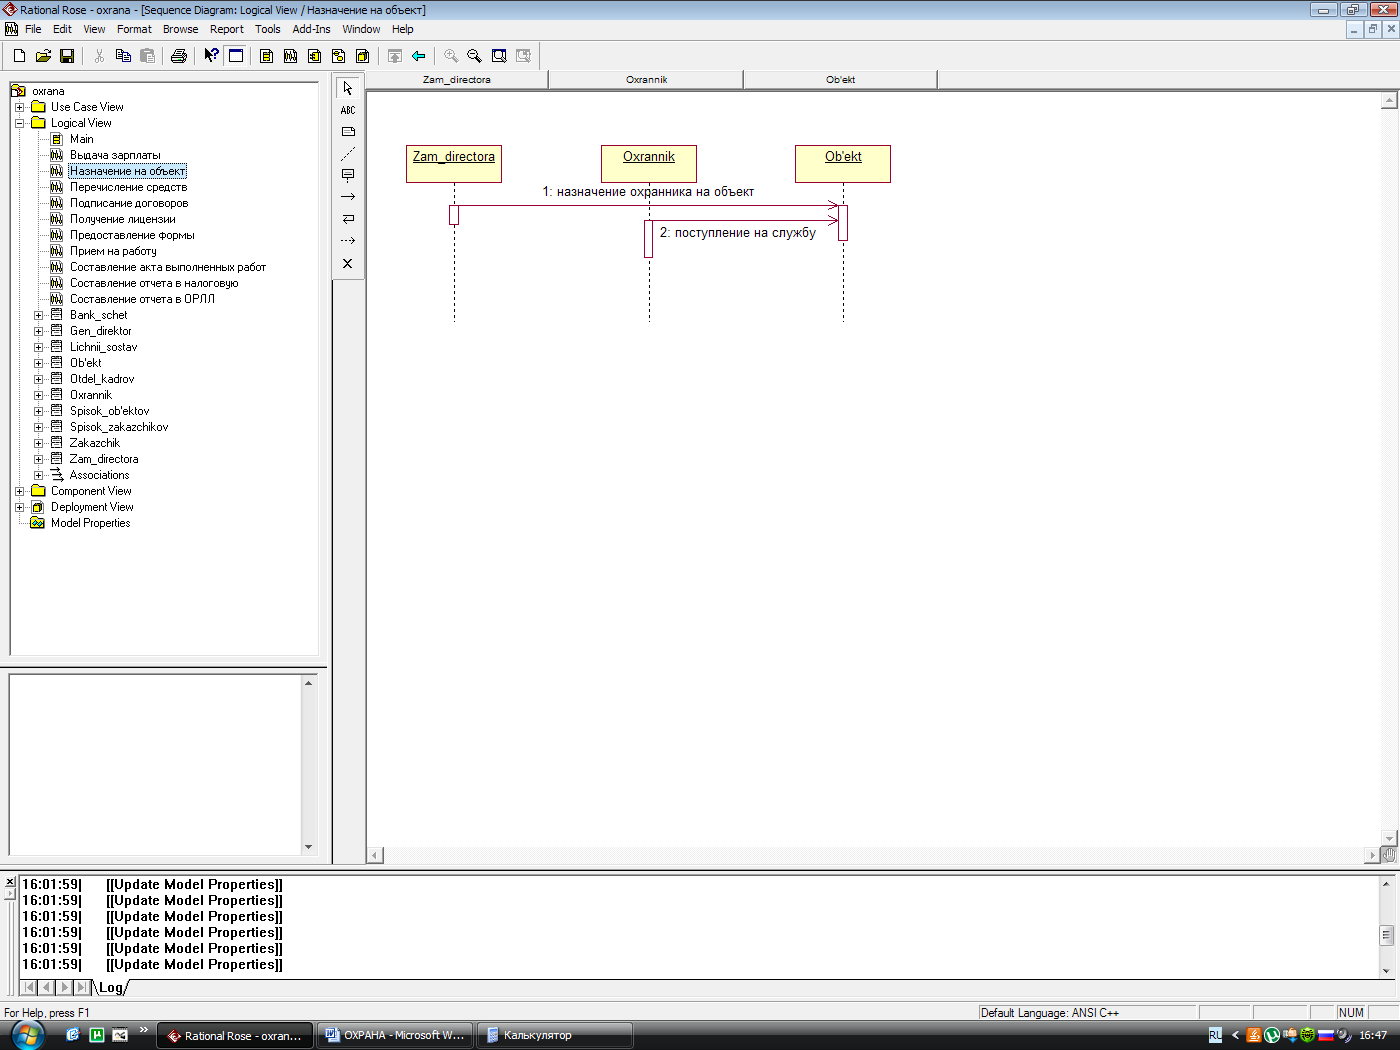 Rational Rose - oxrana - [Sequence Diagram: Logical View / Назначение на объект]
File Edit View Format Browse Report Tools Add-Ins Window Help
Zam_directora Oxrannik Ob'ekt
oxrana
Use Case View
Logical View
Main
Выдача зарплаты
Назначение на объект
Перечисление средств
Подписание договоров
Получение лицензии
Предоставление формы
Прием на работу
Составление акта выполненных работ
Составление отчета в налоговую
Составление отчета в ОРЛЛ
Bank_schet
Gen_direktor
Lichnii_sostav
Ob'ekt
Otdel_kadrov
Oxrannik
Spisok_ob'ektov
Spisok_zakazchikov
Zakazchik
Zam_directora
Associations
Component View
Deployment View
Model Properties
ABC
Zam_directora Oxrannik Ob'ekt
1: назначение охранника на объект
2: поступление на службу
16:01:59| [[Update Model Properties]]
16:01:59| [[Update Model Properties]]
16:01:59| [[Update Model Properties]]
16:01:59| [[Update Model Properties]]
16:01:59| [[Update Model Properties]]
16:01:59| [[Update Model Properties]]
Log
For Help, press F1 Default Language: ANSI C++ NUM
Rational Rose - oxran... ОХРАНА - Microsoft W... Калькулятор RL 16:47